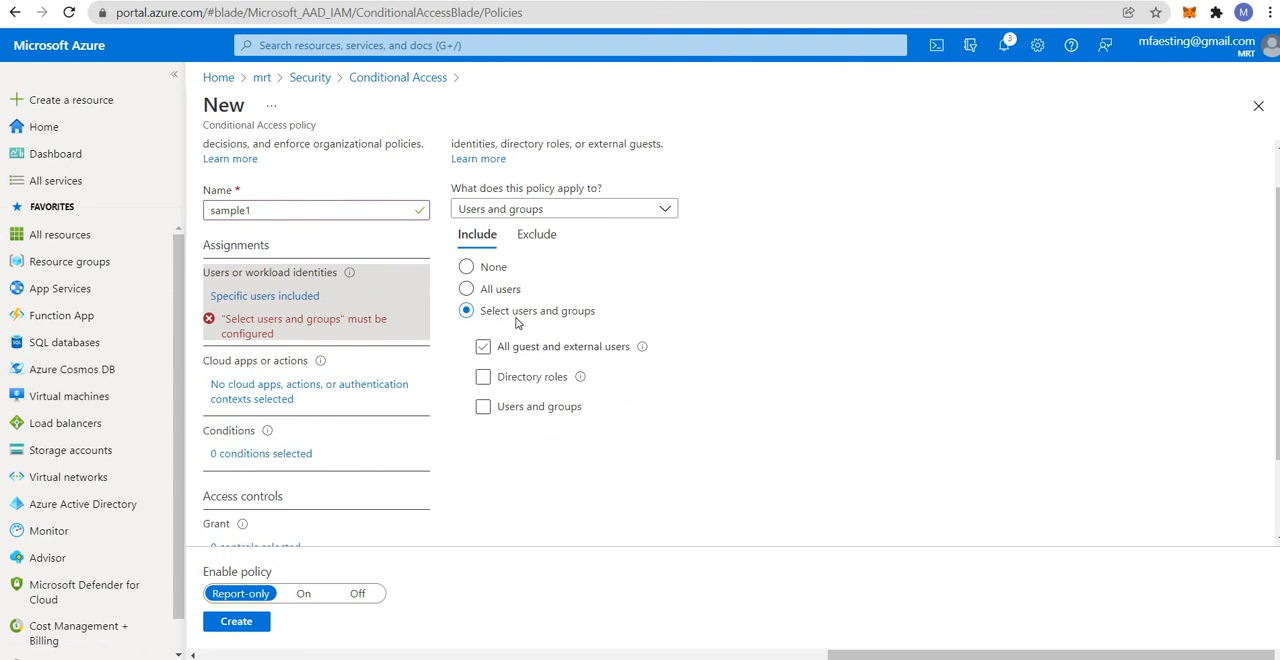 portal.azure.com/#blade/Microsoft_AAD_IAM/ConditionalAccessBlade/Policies
M
Microsoft Azure
Search resources, services, and docs (G+/)
3
mfaesting@gmail.com
MRT
Home > mrt > Security > Conditional Access >
New ...
Conditional Access policy
Create a resource
Home
Dashboard
All services
FAVORITES
All resources
Resource groups
App Services
Function App
SQL databases
Azure Cosmos DB
Virtual machines
Load balancers
Storage accounts
Virtual networks
Azure Active Directory
Monitor
Advisor
Microsoft Defender for
Cloud
Cost Management +
Billing
decisions, and enforce organizational policies.
Learn more
Name *
sample1
Assignments
Users or workload identities
Specific users included
"Select users and groups" must be
configured
Cloud apps or actions
No cloud apps, actions, or authentication
contexts selected
Conditions
0 conditions selected
Access controls
Grant
0 controls selected
identities, directory roles, or external guests.
Learn more
What does this policy apply to?
Users and groups
Include Exclude
None
All users
Select users and groups
All guest and external users
Directory roles
Users and groups
Enable policy
Report-only On Off
Create